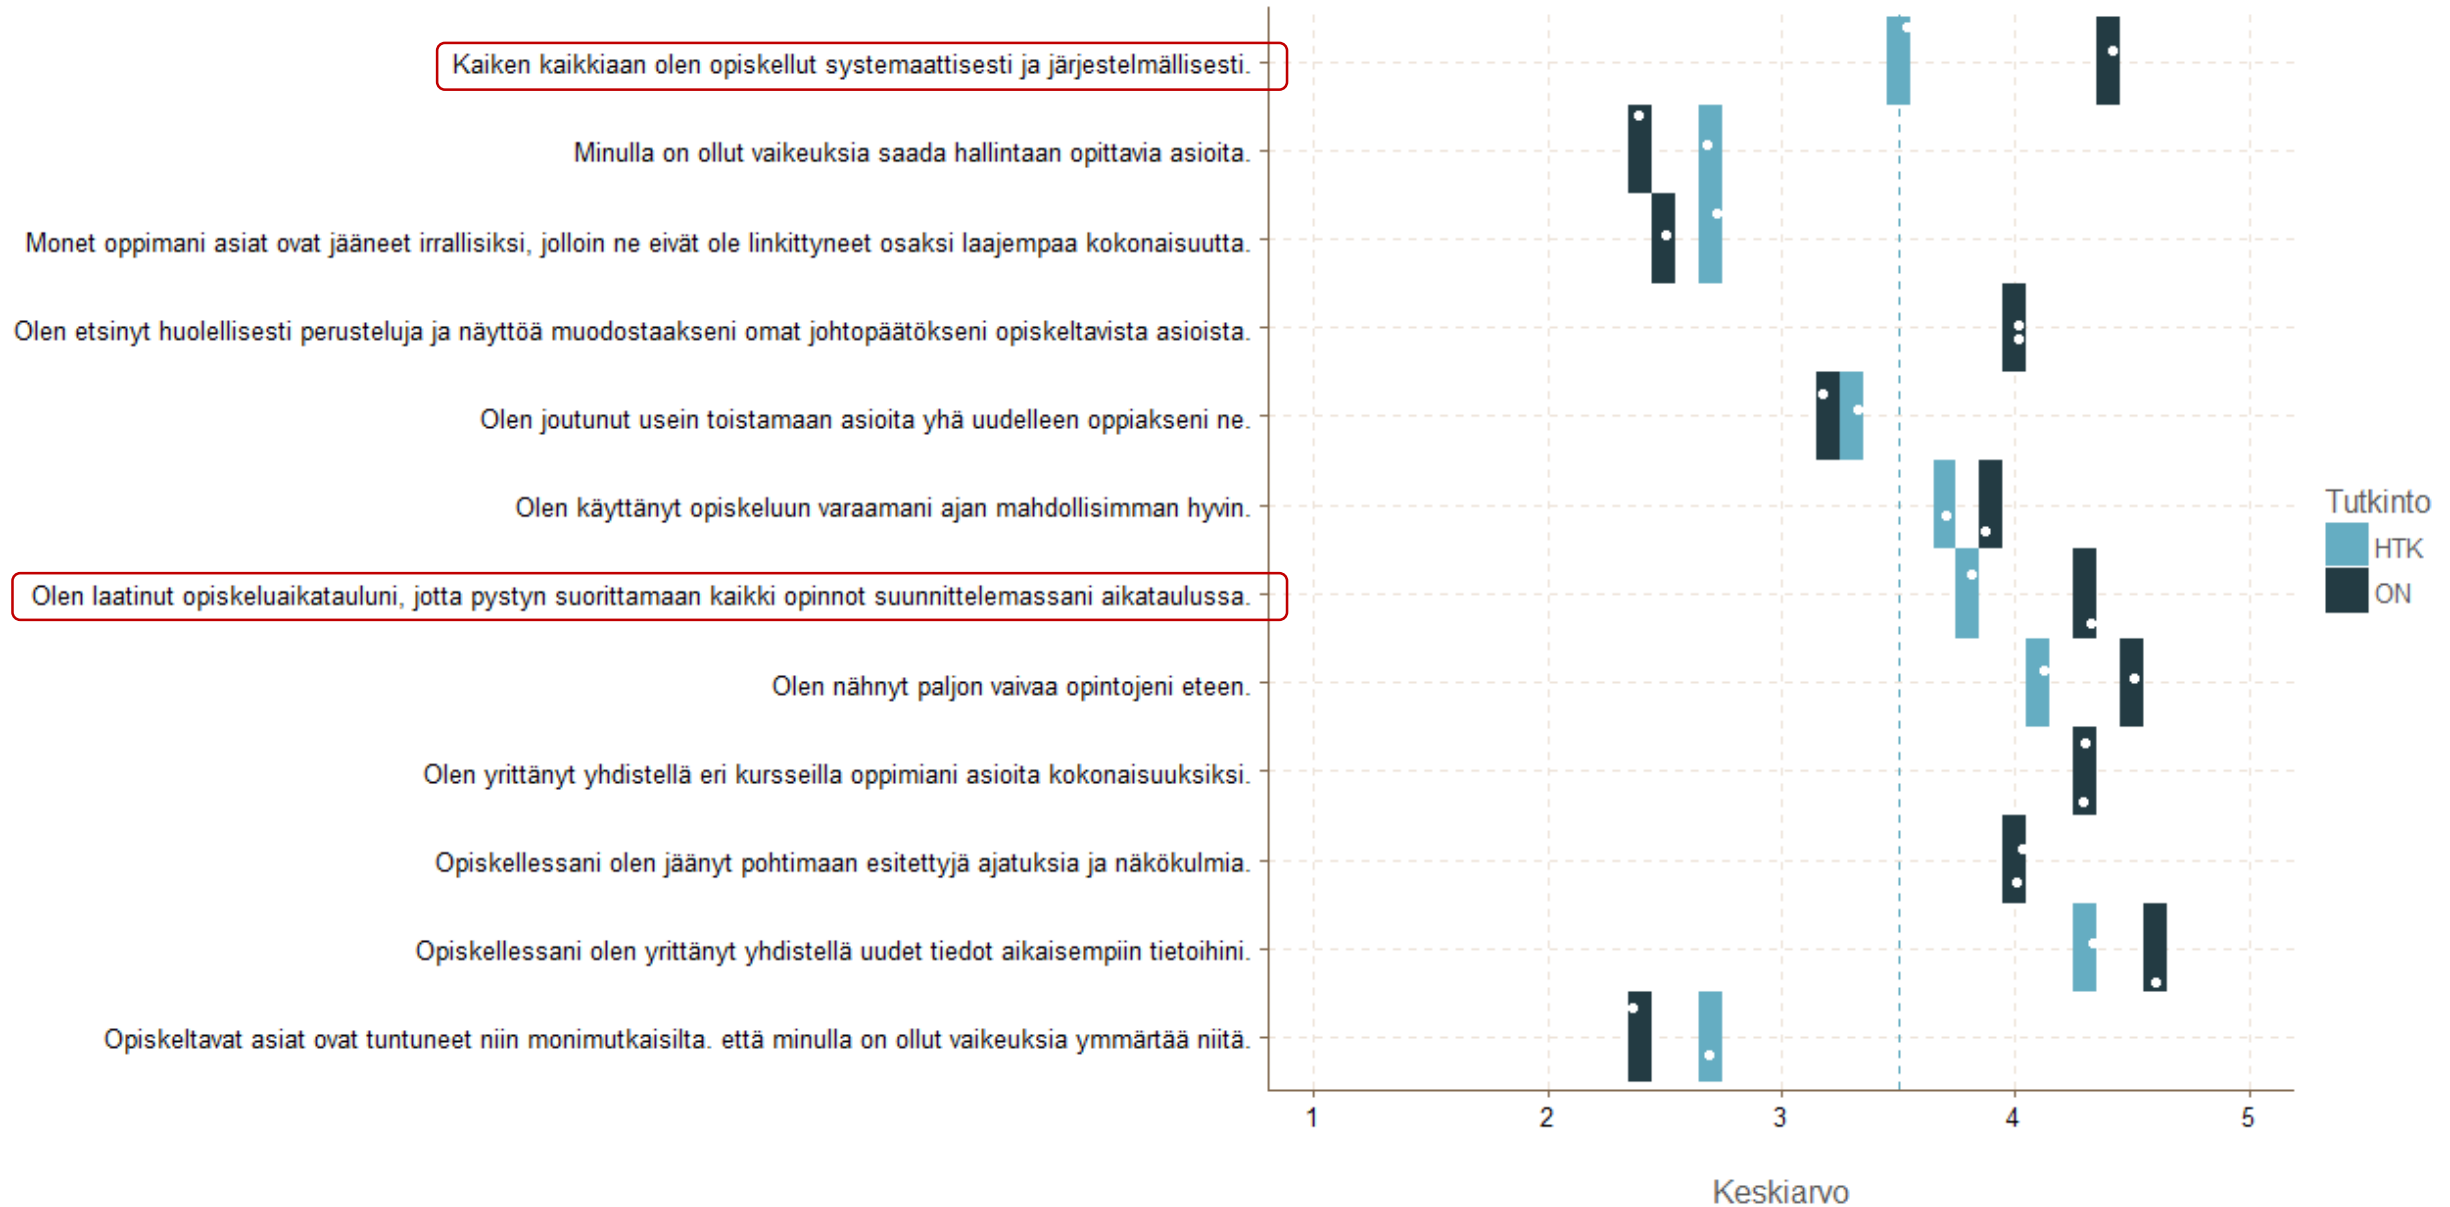 Kaiken kaikkiaan olen opiskellut systemaattisesti ja järjestelmällisesti.
Minulla on ollut vaikeuksia saada hallintaan opittavia asioita.
Monet oppimani asiat ovat jääneet irrallisiksi, jolloin ne eivät ole linkittyneet osaksi laajempaa kokonaisuutta.
Olen etsinyt huolellisesti perusteluja ja näyttöä muodostaakseni omat johtopäätökseni opiskeltavista asioista.
Olen joutunut usein toistamaan asioita yhä uudelleen oppiakseni ne.
Olen käyttänyt opiskeluun varaamani ajan mahdollisimman hyvin.
Olen laatinut opiskeluaikatauluni, jotta pystyn suorittamaan kaikki opinnot suunnittelemassani aikataulussa.
Olen nähnyt paljon vaivaa opintojeni eteen.
Olen yrittänyt yhdistellä eri kursseilla oppimiani asioita kokonaisuuksiksi.
Opiskellessani olen jäänyt pohtimaan esitettyjä ajatuksia ja näkökulmia.
Opiskellessani olen yrittänyt yhdistellä uudet tiedot aikaisempiin tietoihini.
Opiskeltavat asiat ovat tuntuneet niin monimutkaisilta. että minulla on ollut vaikeuksia ymmärtää niitä.
1 2 3 4 5
Keskiarvo
Tutkinto
HTK
ON